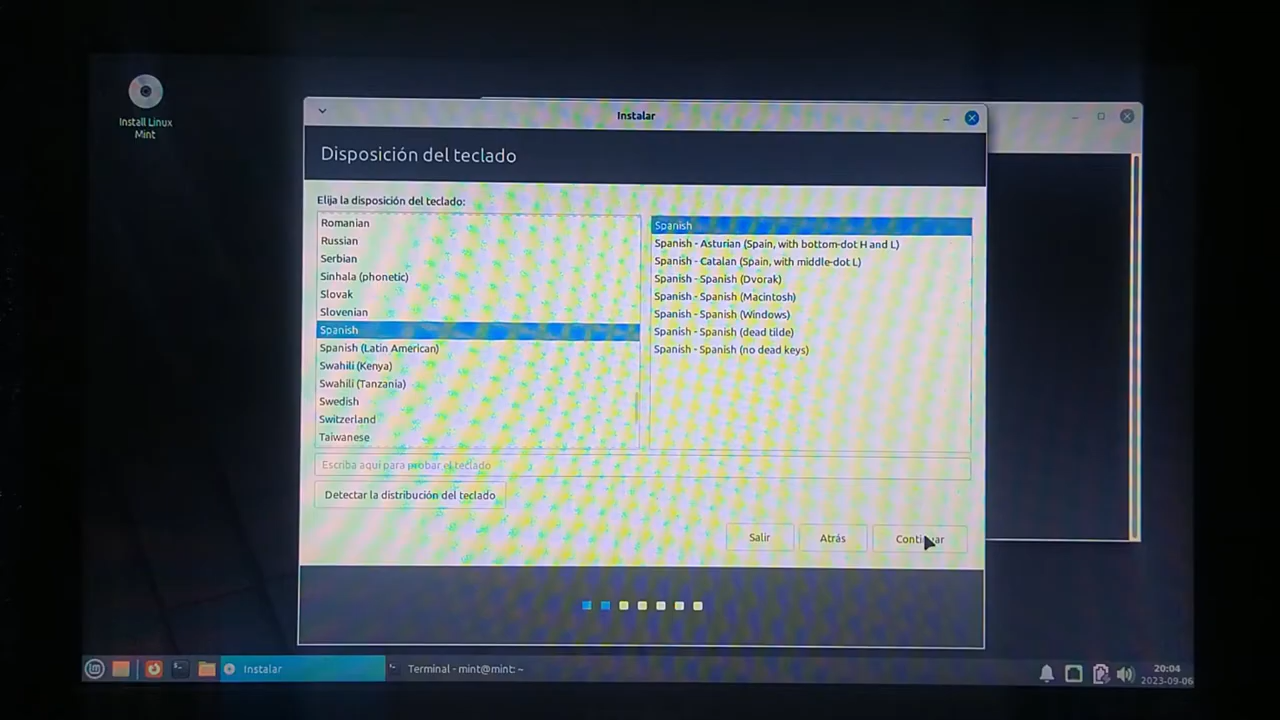 Install Linux
Mint
Instalar
Disposición del teclado
Elija la disposición del teclado:
Romanian
Russian
Serbian
Sinhala (phonetic)
Slovak
Slovenian
Spanish
Spanish (Latin American)
Swahili (Kenya)
Swahili (Tanzania)
Swedish
Switzerland
Taiwanese
Spanish
Spanish - Asturian (Spain, with bottom-dot H and L)
Spanish - Catalan (Spain, with middle-dot L)
Spanish - Spanish (Dvorak)
Spanish - Spanish (Macintosh)
Spanish - Spanish (Windows)
Spanish - Spanish (dead tilde)
Spanish - Spanish (no dead keys)
Escriba aquí para probar el teclado
Detectar la distribución del teclado
Salir
Atrás
Continuar
Instalar
Terminal - mint@mint: ~
20:04
2023-09-06